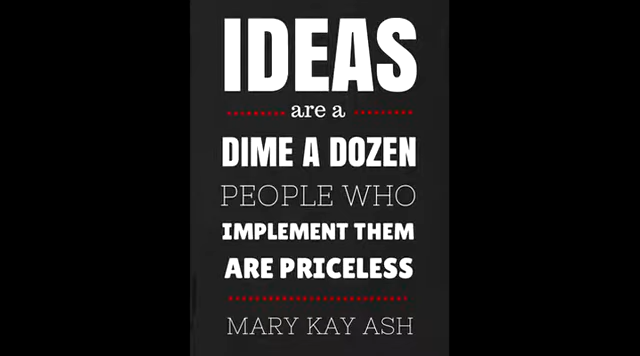 IDEAS
are a
DIME A DOZEN
PEOPLE WHO
IMPLEMENT THEM
ARE PRICELESS
MARY KAY ASH